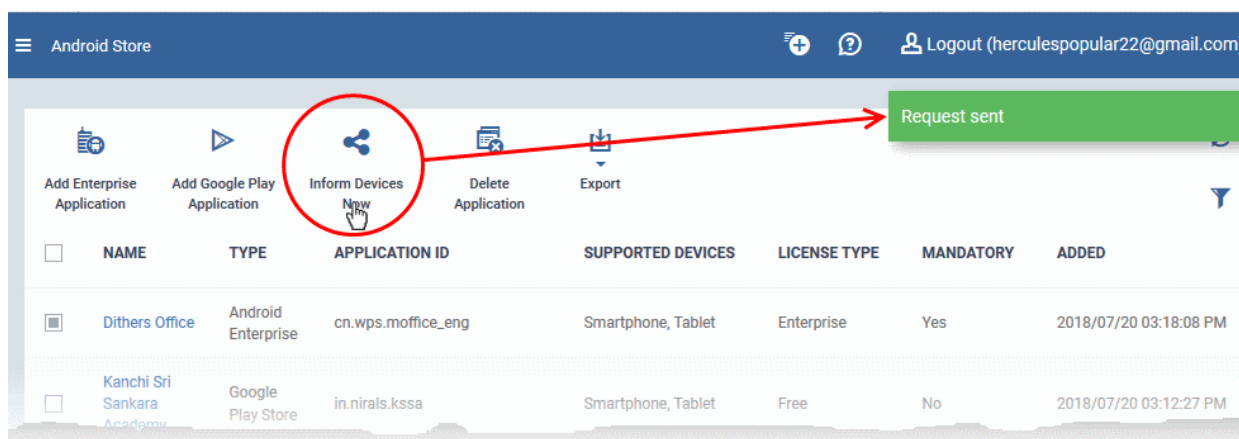 Android Store
Logout (herculespopular22@gmail.com)
Request sent
Add Enterprise Application
Add Google Play Application
Inform Devices Now
Delete Application
Export
NAME TYPE APPLICATION ID SUPPORTED DEVICES LICENSE TYPE MANDATORY ADDED
Dithers Office Android Enterprise cn.wps.moffice_eng Smartphone, Tablet Enterprise Yes 2018/07/20 03:18:08 PM
Kanchi Sri Sankara Academy Google Play Store in.nirals.kssa Smartphone, Tablet Free No 2018/07/20 03:12:27 PM